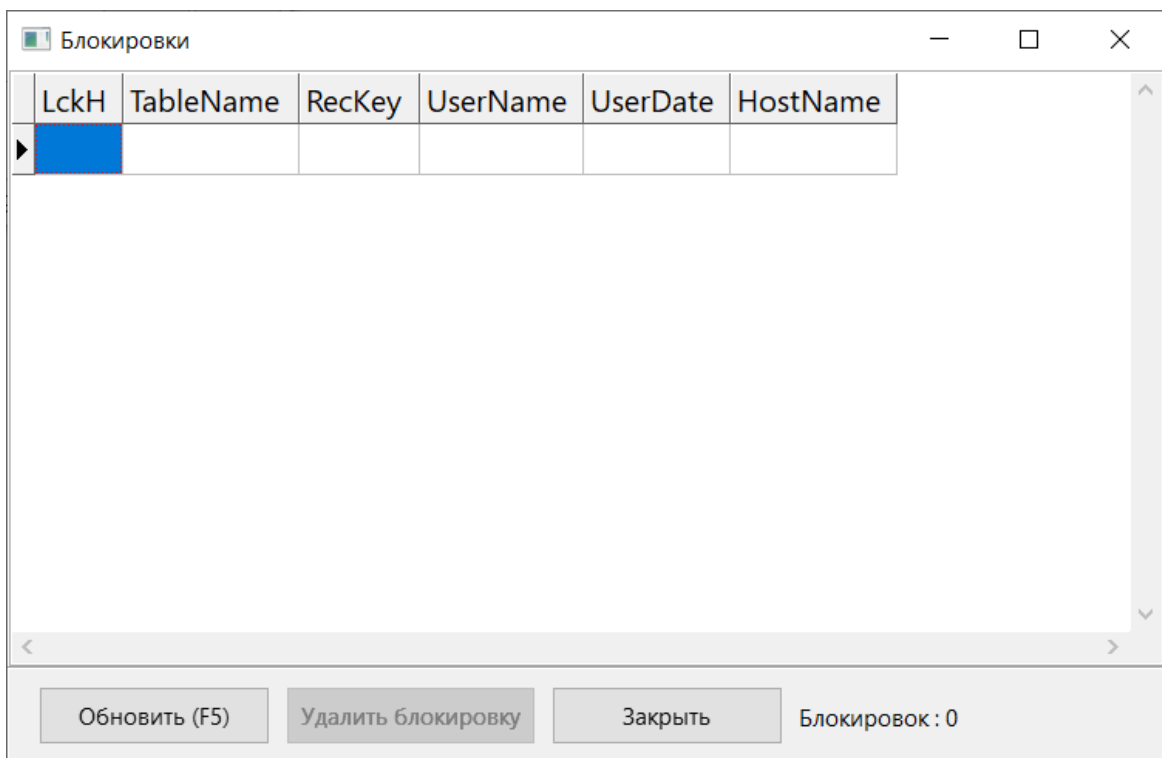 Блокировки
LckH TableName RecKey UserName UserDate HostName
Обновить (F5) Удалить блокировку Закрыть Блокировок : 0